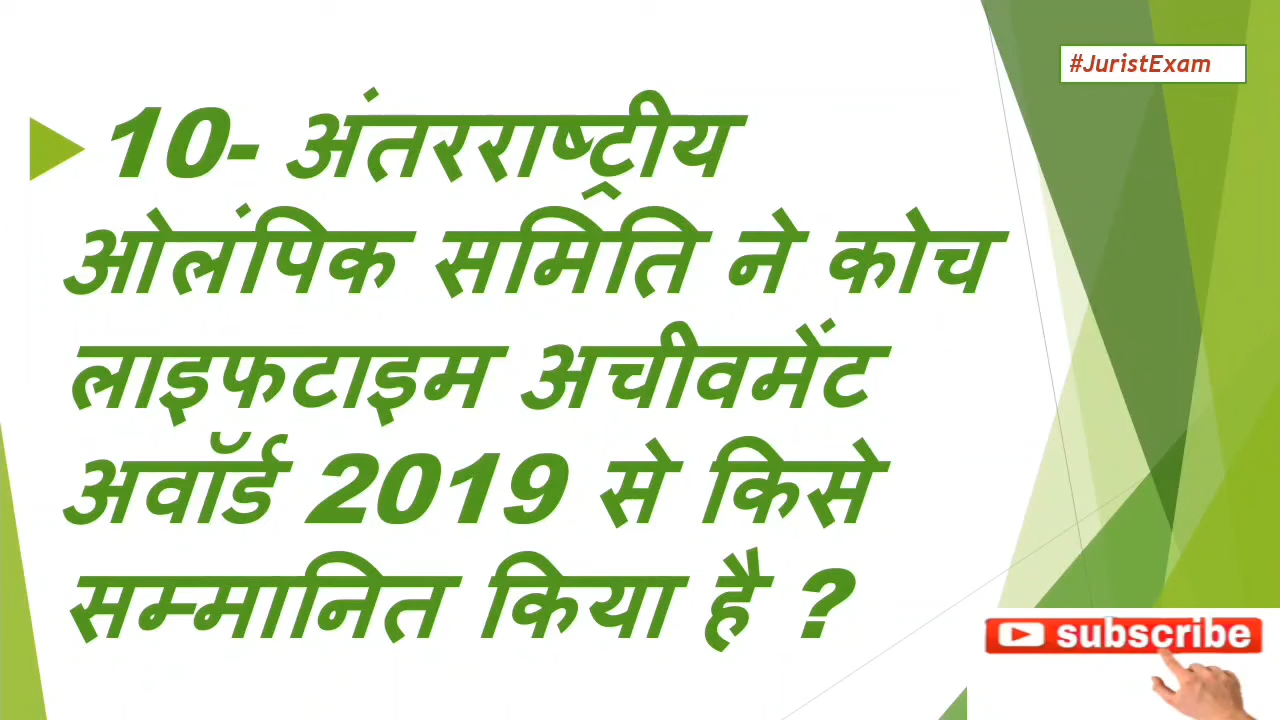 #JuristExam
10- अंतरराष्ट्रीय
ओलंपिक समिति ने कोच
लाइफटाइम अचीवमेंट
अवॉर्ड 2019 से किसे
सम्मानित किया है ?
subscribe